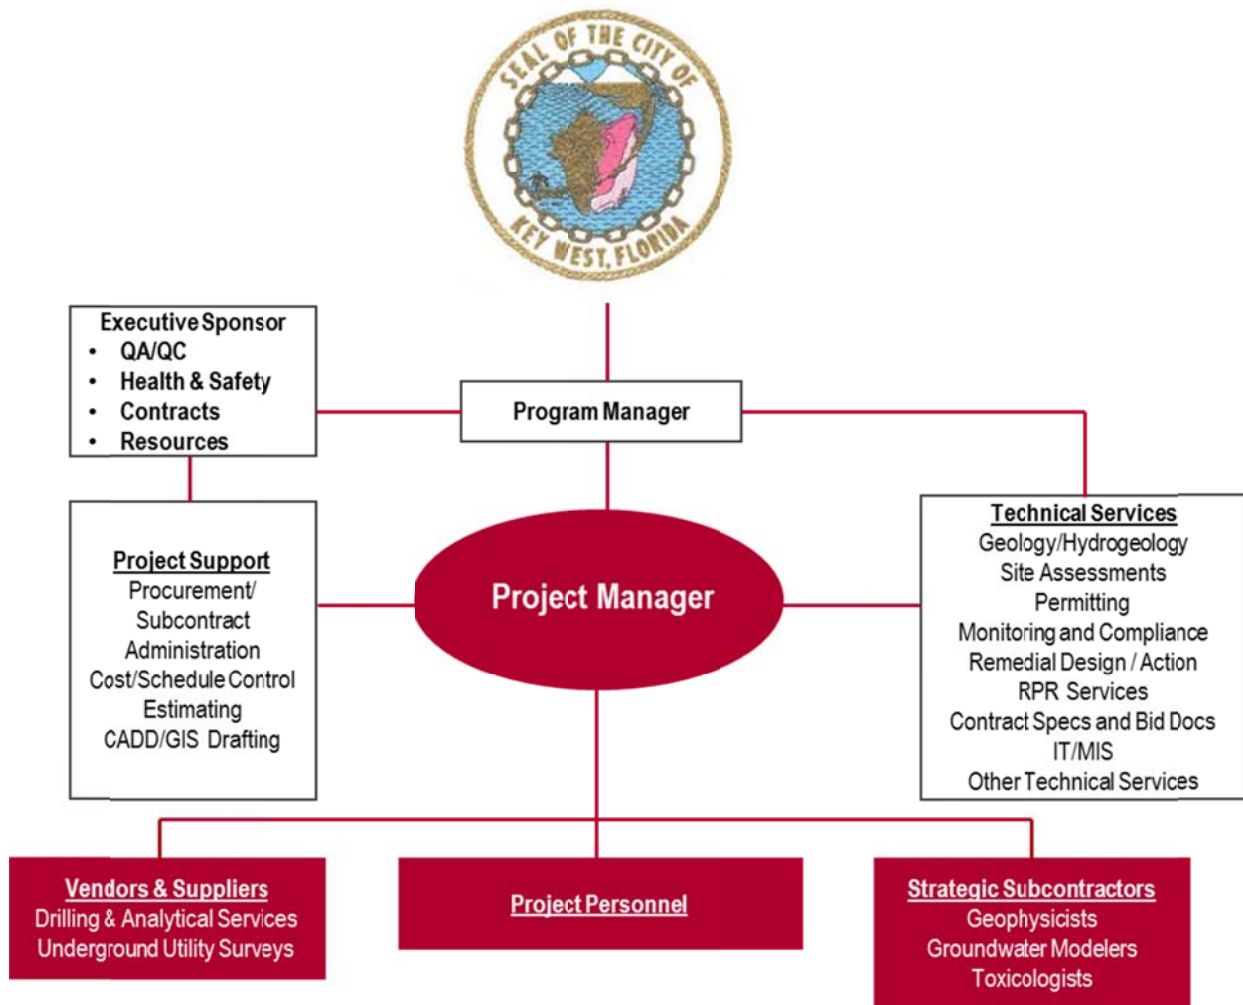 SEAL OF THE CITY OF
KEY WEST, FLORIDA
Executive Sponsor
• QA/QC
• Health & Safety
• Contracts
• Resources
Program Manager
Project Support
Procurement/
Subcontract
Administration
Cost/Schedule Control
Estimating
CADD/GIS Drafting
Project Manager
Technical Services
Geology/Hydrogeology
Site Assessments
Permitting
Monitoring and Compliance
Remedial Design / Action
RPR Services
Contract Specs and Bid Docs
IT/MIS
Other Technical Services
Vendors & Suppliers
Drilling & Analytical Services
Underground Utility Surveys
Project Personnel
Strategic Subcontractors
Geophysicists
Groundwater Modelers
Toxicologists